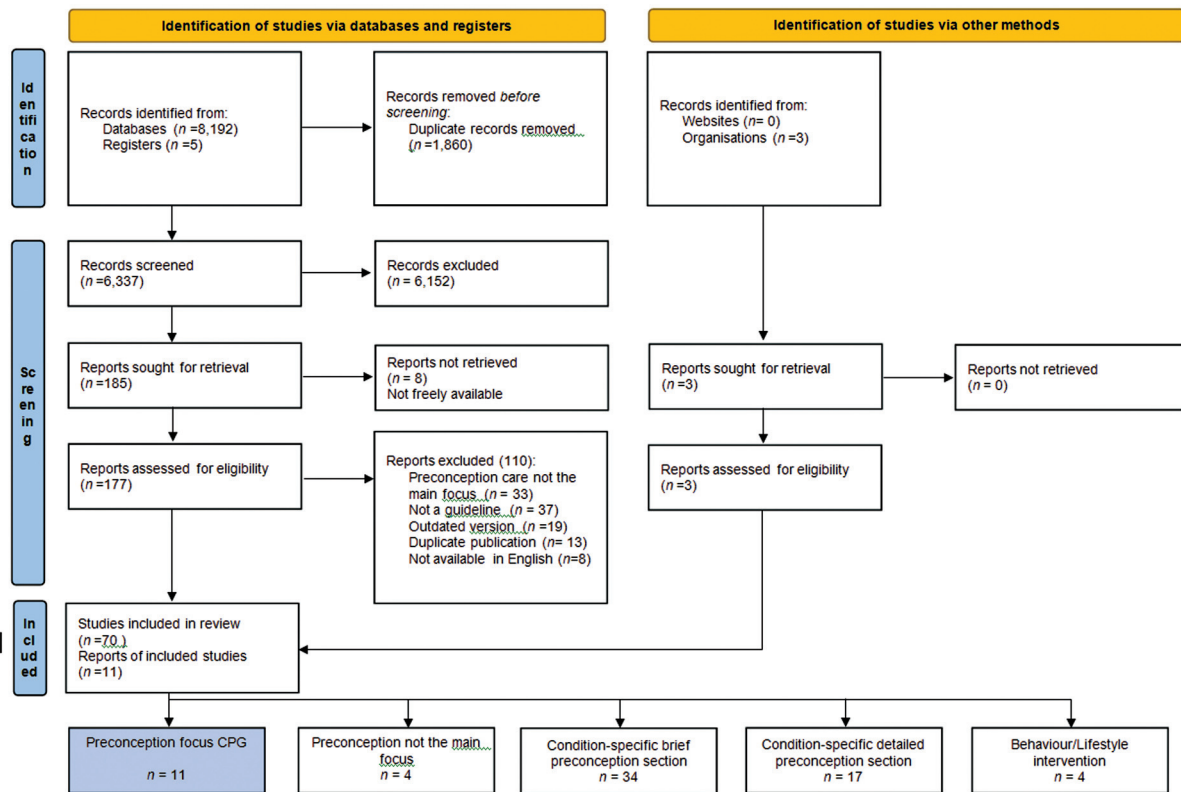 Identification of studies via databases and registers
Identification of studies via other methods
Id
entifi
catio
n
Records identified from:
Databases (n =8,192)
Registers (n =5)
Records removed before
screening:
Duplicate records removed
(n =1,860)
Records identified from:
Websites (n= 0)
Organisations (n =3)
Sc
re
en
in
g
Records screened
(n =6,337)
Records excluded
(n = 6,152)
Reports sought for retrieval
(n =185)
Reports not retrieved
(n = 8)
Not freely available
Reports sought for retrieval
(n =3)
Reports not retrieved
(n = 0)
Reports assessed for eligibility
(n =177)
Reports excluded (110):
Preconception care not the
main focus (n = 33)
Not a guideline (n = 37)
Outdated version (n =19)
Duplicate publication (n= 13)
Not available in English (n=8)
Reports assessed for eligibility
(n =3)
In
cl
ud
ed
Studies included in review
(n =70 )
Reports of included studies
(n =11)
Preconception focus CPG
n = 11
Preconception not the main
focus
n = 4
Condition-specific brief
preconception section
n = 34
Condition-specific detailed
preconception section
n = 17
Behaviour/Lifestyle
intervention
n = 4